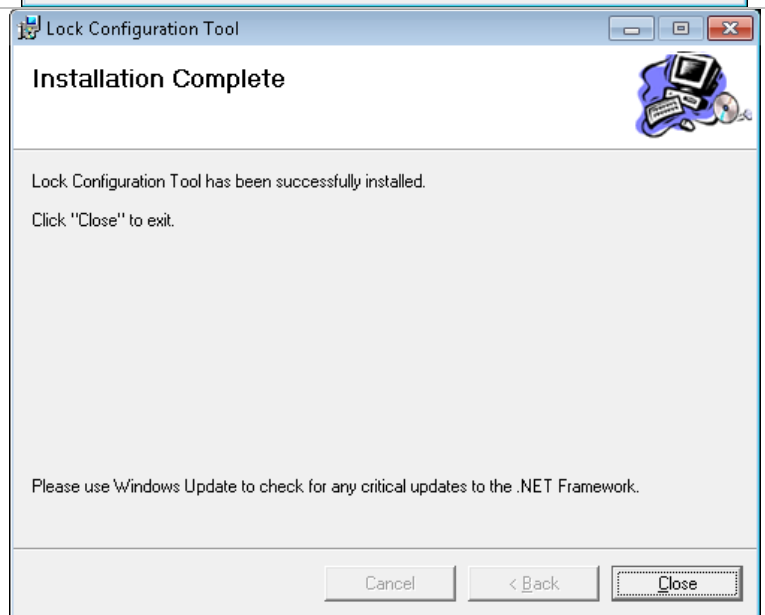 Lock Configuration Tool
Installation Complete
Lock Configuration Tool has been successfully installed.
Click "Close" to exit.
Please use Windows Update to check for any critical updates to the .NET Framework.
Cancel
< Back
Close